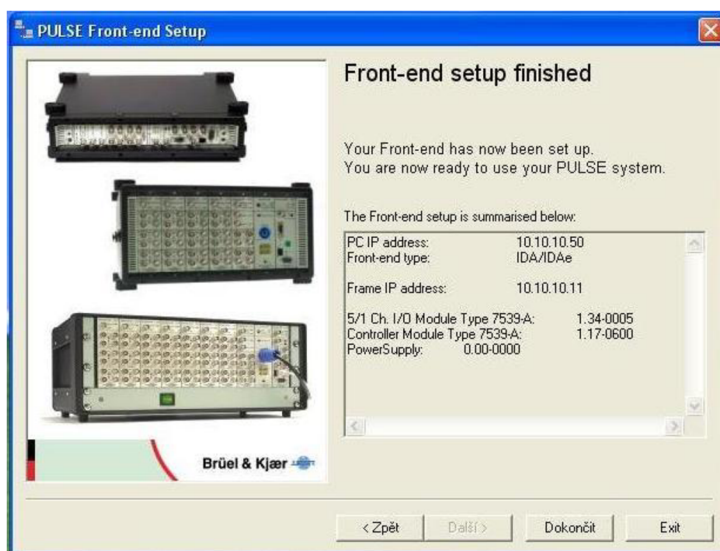 PULSE Front-end Setup
Front-end setup finished
Your Front-end has now been set up.
You are now ready to use your PULSE system.
The Front-end setup is summarised below:
PC IP address: 10.10.10.50
Front-end type: IDA/IDAe
Frame IP address: 10.10.10.11
5/1 Ch. I/O Module Type 7539-A: 1.34-0005
Controller Module Type 7539-A: 1.17-0600
PowerSupply: 0.00-0000
Brüel & Kjær
< Zpět
Další >
Dokončit
Exit